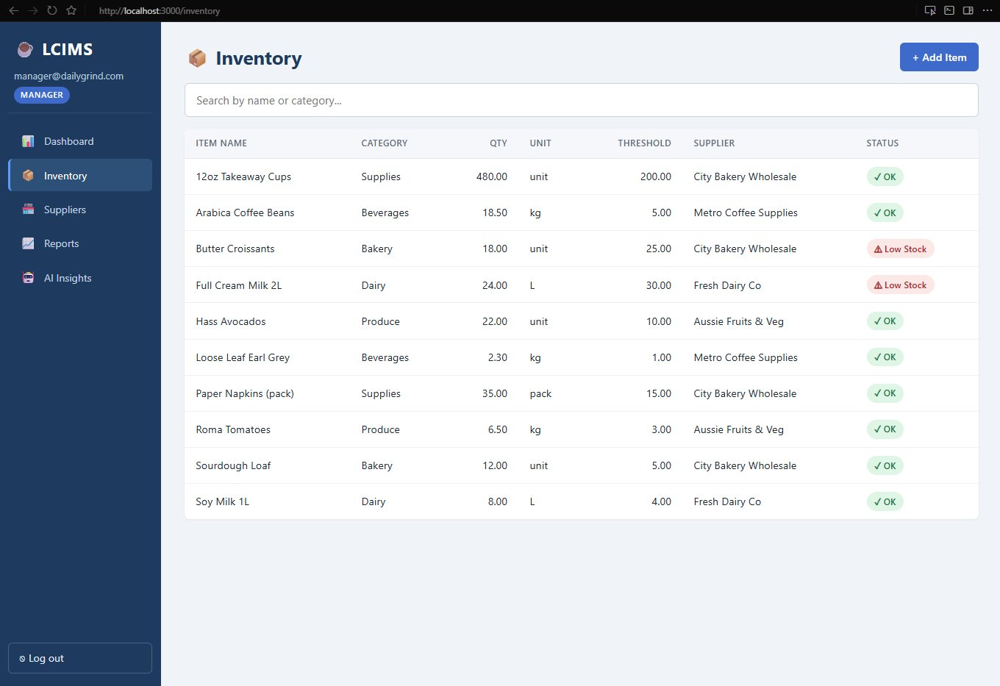 http://localhost:3000/inventory
LCIMS
manager@dailygrind.com
MANAGER
Dashboard
Inventory
Suppliers
Reports
AI Insights
Log out
Inventory
+ Add Item
Search by name or category...
ITEM NAME CATEGORY QTY UNIT THRESHOLD SUPPLIER STATUS
12oz Takeaway Cups Supplies 480.00 unit 200.00 City Bakery Wholesale ✓ OK
Arabica Coffee Beans Beverages 18.50 kg 5.00 Metro Coffee Supplies ✓ OK
Butter Croissants Bakery 18.00 unit 25.00 City Bakery Wholesale ⚠ Low Stock
Full Cream Milk 2L Dairy 24.00 L 30.00 Fresh Dairy Co ⚠ Low Stock
Hass Avocados Produce 22.00 unit 10.00 Aussie Fruits & Veg ✓ OK
Loose Leaf Earl Grey Beverages 2.30 kg 1.00 Metro Coffee Supplies ✓ OK
Paper Napkins (pack) Supplies 35.00 pack 15.00 City Bakery Wholesale ✓ OK
Roma Tomatoes Produce 6.50 kg 3.00 Aussie Fruits & Veg ✓ OK
Sourdough Loaf Bakery 12.00 unit 5.00 City Bakery Wholesale ✓ OK
Soy Milk 1L Dairy 8.00 L 4.00 Fresh Dairy Co ✓ OK